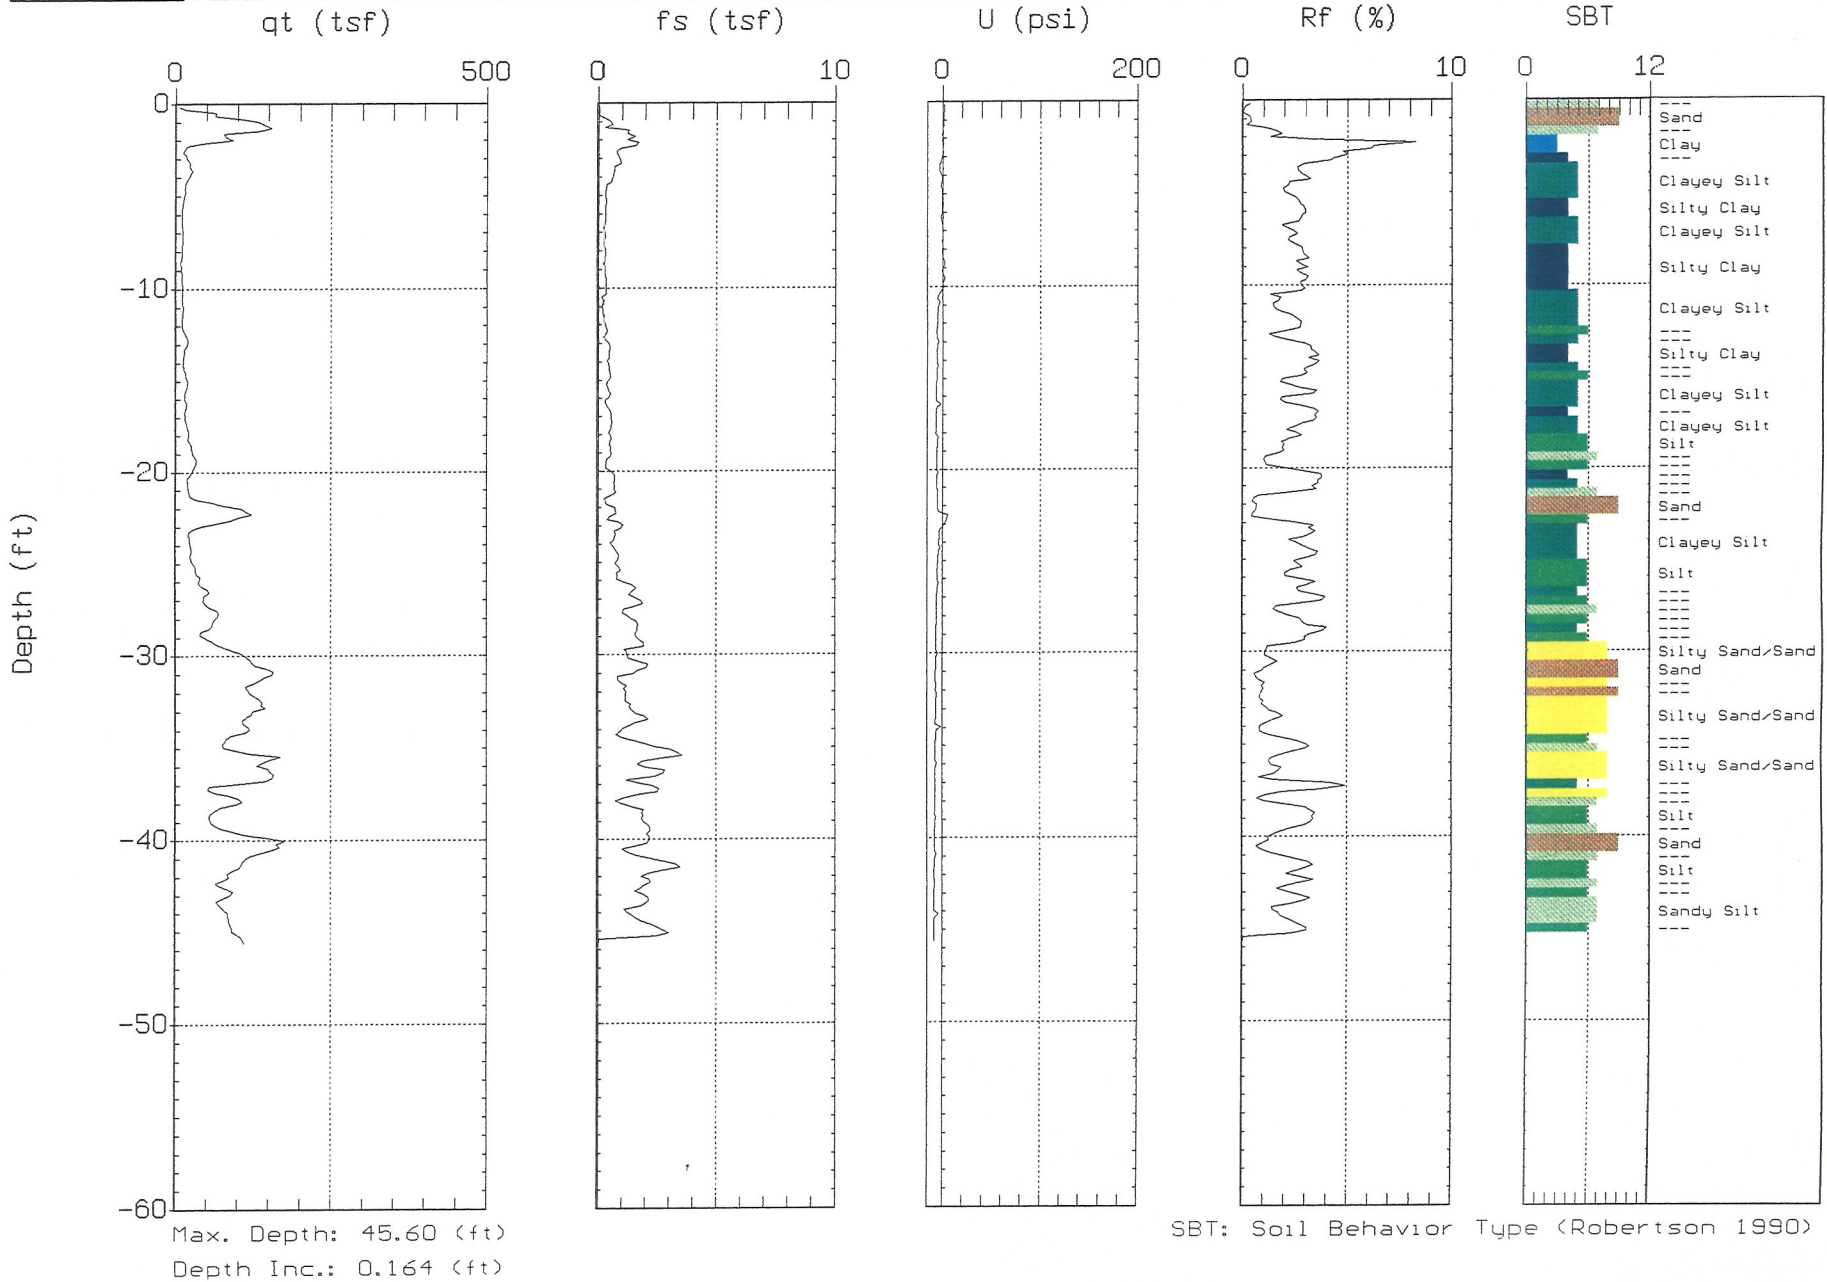 qt (tsf)
fs (tsf)
U (psi)
Rf (%)
SBT
0
500
0
10
0
200
0
10
0
12
Depth (ft)
0
-10
-20
-30
-40
-50
-60
---
Sand
---
Clay
---
Clayey Silt
Silty Clay
Clayey Silt
Silty Clay
Clayey Silt
---
---
Silty Clay
---
---
Clayey Silt
---
Clayey Silt
Silt
---
---
---
---
---
Sand
---
Clayey Silt
Silt
---
---
---
---
---
---
Silty Sand/Sand
Sand
---
---
Silty Sand/Sand
---
---
Silty Sand/Sand
---
---
---
Silt
---
Sand
---
Silt
---
---
Sandy Silt
---
Max. Depth: 45.60 (ft)
Depth Inc.: 0.164 (ft)
SBT: Soil Behavior Type (Robertson 1990)